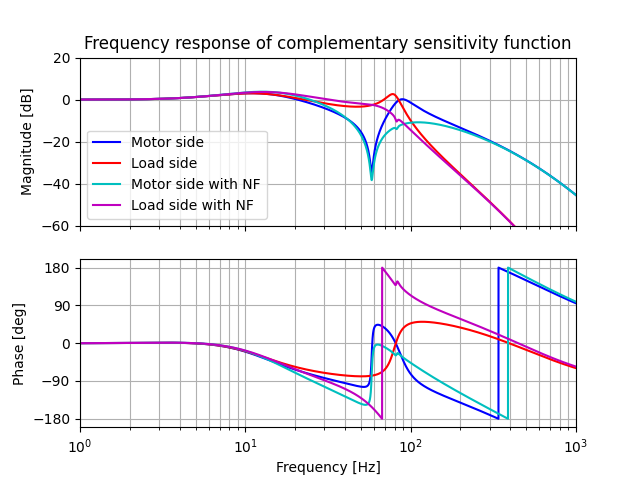 Frequency response of complementary sensitivity function
20
0
−20
−40
−60
Magnitude [dB]
Motor side
Load side
Motor side with NF
Load side with NF
180
90
0
−90
−180
Phase [deg]
10⁰
10¹
10²
10³
Frequency [Hz]